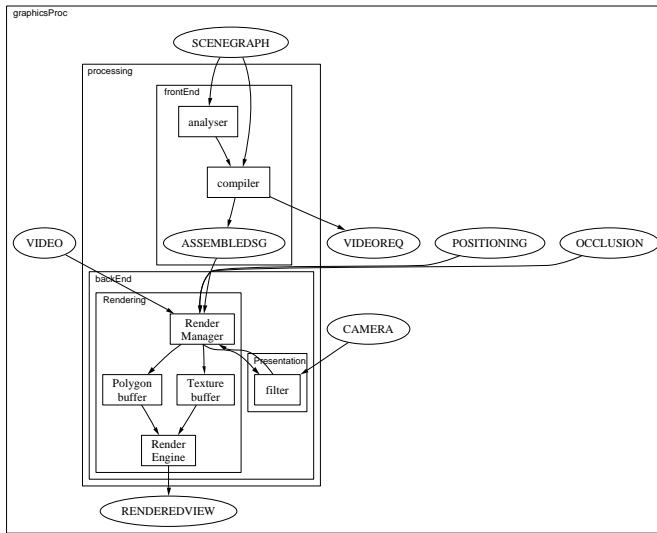 graphicsProc
SCENEGRAPH
processing
frontEnd
analyser
compiler
VIDEO
ASSEMBLEDSG
VIDEOREQ
POSITIONING
OCCLUSION
backEnd
Rendering
Render
Manager
CAMERA
Presentation
Polygon
buffer
Texture
buffer
filter
Render
Engine
RENDEREDVIEW